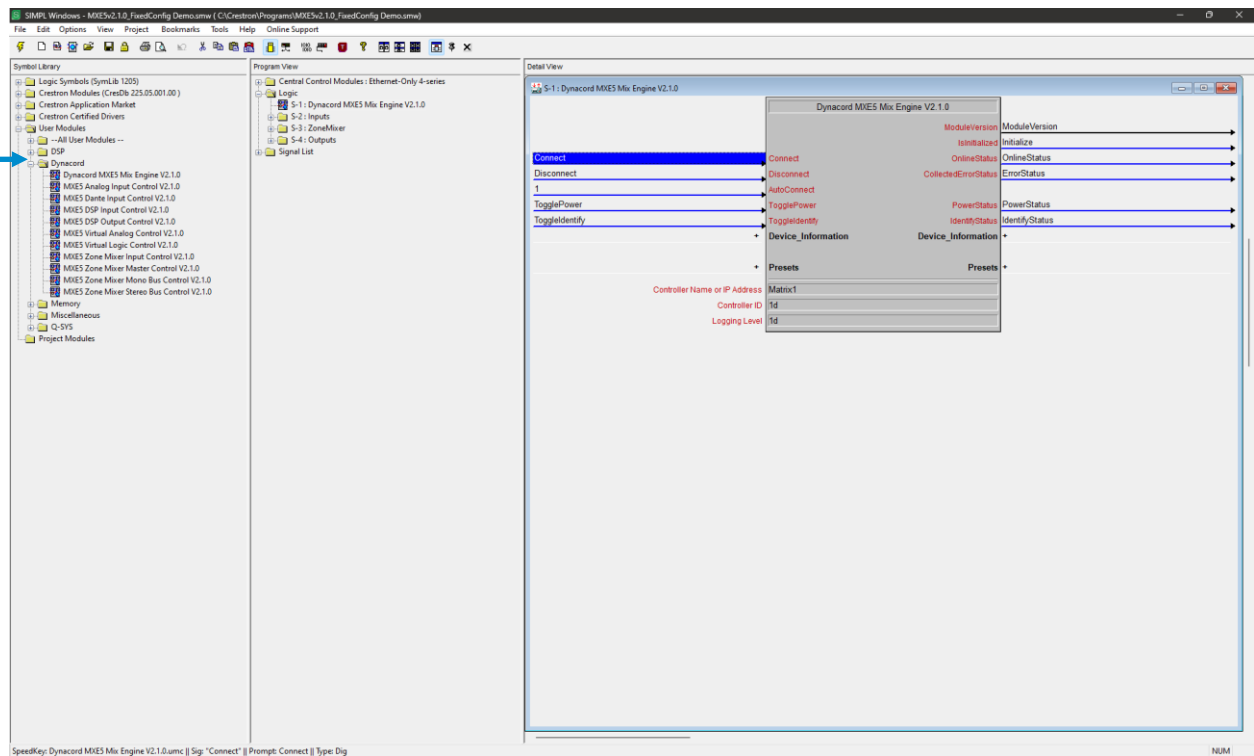 SIMPL Windows - MXE5v2.1.0_FixedConfig Demo.smw ( C:\Crestron\Programs\MXE5v2.1.0_FixedConfig Demo.smw)
File Edit Options View Project Bookmarks Tools Help Online Support
Symbol Library
Logic Symbols (SymLib 1205)
Crestron Modules (CresDb 225.05.001.00 )
Crestron Application Market
Crestron Certified Drivers
User Modules
--All User Modules --
DSP
Dynacord
Dynacord MXE5 Mix Engine V2.1.0
MXE5 Analog Input Control V2.1.0
MXE5 Dante Input Control V2.1.0
MXE5 DSP Input Control V2.1.0
MXE5 DSP Output Control V2.1.0
MXE5 Virtual Analog Control V2.1.0
MXE5 Virtual Logic Control V2.1.0
MXE5 Zone Mixer Input Control V2.1.0
MXE5 Zone Mixer Master Control V2.1.0
MXE5 Zone Mixer Mono Bus Control V2.1.0
MXE5 Zone Mixer Stereo Bus Control V2.1.0
Memory
Miscellaneous
Q-SYS
Project Modules
Program View
Central Control Modules : Ethernet-Only 4-series
Logic
S-1 : Dynacord MXE5 Mix Engine V2.1.0
S-2 : Inputs
S-3 : ZoneMixer
S-4 : Outputs
Signal List
Detail View
S-1 : Dynacord MXE5 Mix Engine V2.1.0
Dynacord MXE5 Mix Engine V2.1.0
ModuleVersion ModuleVersion
IsInitialized Initialize
Connect Connect OnlineStatus OnlineStatus
Disconnect Disconnect CollectedErrorStatus ErrorStatus
1 AutoConnect
TogglePower TogglePower PowerStatus PowerStatus
ToggleIdentify ToggleIdentify IdentifyStatus IdentifyStatus
+ Device_Information Device_Information +
+ Presets Presets +
Controller Name or IP Address Matrix1
Controller ID 1d
Logging Level 1d
SpeedKey: Dynacord MXE5 Mix Engine V2.1.0.umc || Sig: "Connect" || Prompt: Connect || Type: Dig
NUM